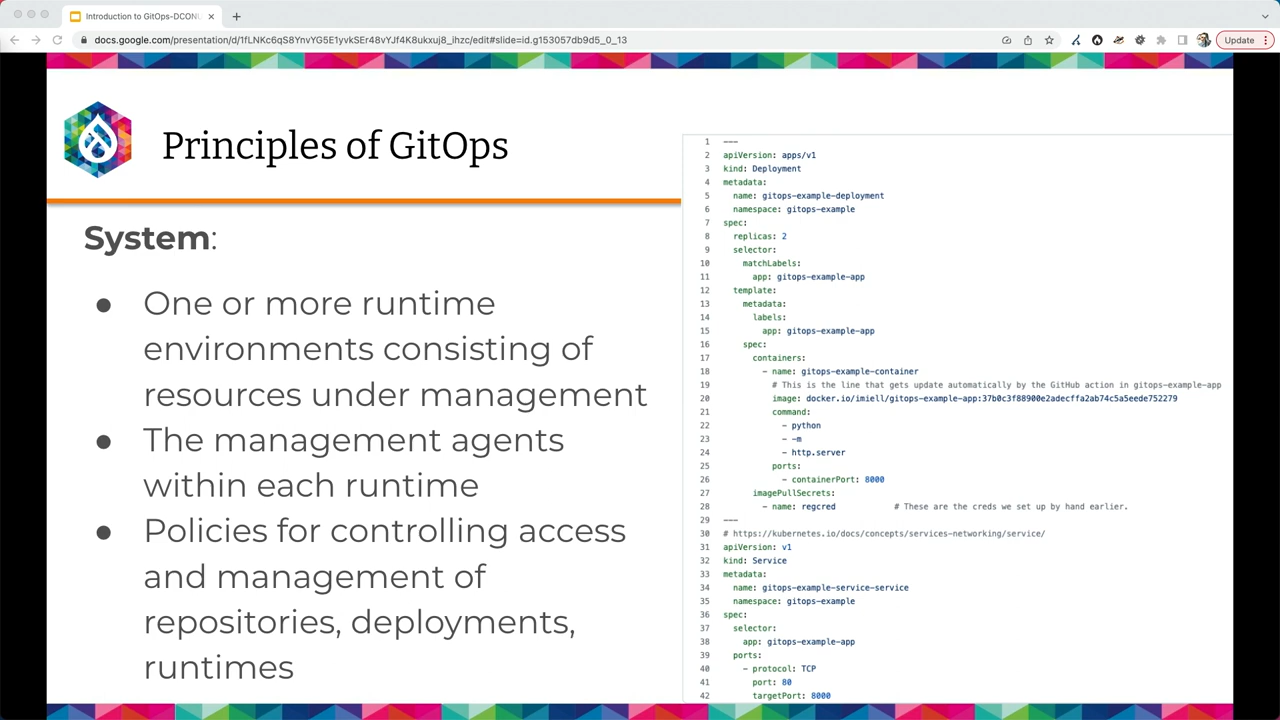 Introduction to GitOps-DCON
docs.google.com/presentation/d/1fLNKc6qS8YnvYG5E1yvkSEr48vYJf4K8ukxuj8_ihzc/edit#slide=id.g153057db9d5_0_13
Update
Principles of GitOps
System:
● One or more runtime
environments consisting of
resources under management
● The management agents
within each runtime
● Policies for controlling access
and management of
repositories, deployments,
runtimes
1 ---
2 apiVersion: apps/v1
3 kind: Deployment
4 metadata:
5 name: gitops-example-deployment
6 namespace: gitops-example
7 spec:
8 replicas: 2
9 selector:
10 matchLabels:
11 app: gitops-example-app
12 template:
13 metadata:
14 labels:
15 app: gitops-example-app
16 spec:
17 containers:
18 - name: gitops-example-container
19 # This is the line that gets update automatically by the GitHub action in gitops-example-app
20 image: docker.io/imiell/gitops-example-app:37b0c3f88900e2adecffa2ab74c5a5eede752279
21 command:
22 - python
23 - -m
24 - http.server
25 ports:
26 - containerPort: 8000
27 imagePullSecrets:
28 - name: regcred # These are the creds we set up by hand earlier.
29 ---
30 # https://kubernetes.io/docs/concepts/services-networking/service/
31 apiVersion: v1
32 kind: Service
33 metadata:
34 name: gitops-example-service-service
35 namespace: gitops-example
36 spec:
37 selector:
38 app: gitops-example-app
39 ports:
40 - protocol: TCP
41 port: 80
42 targetPort: 8000